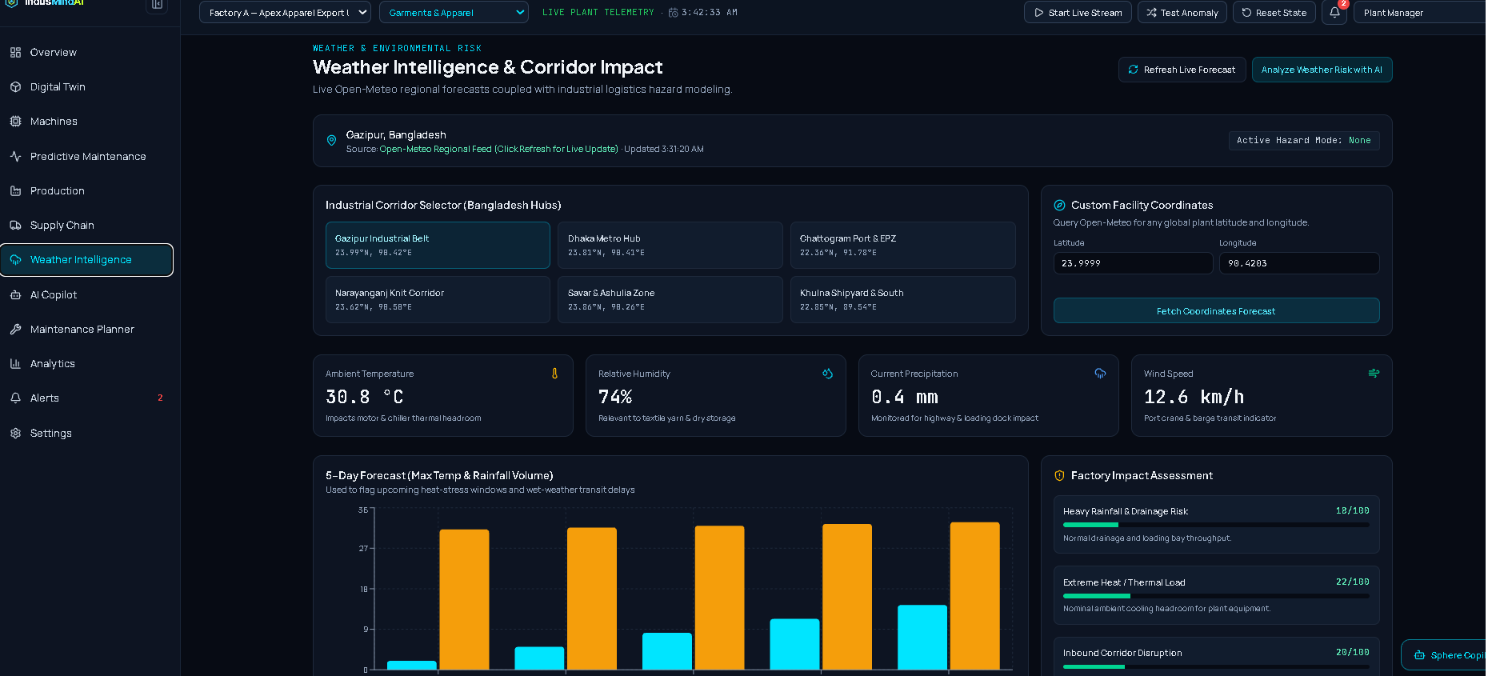 IndusMindAI
Factory A — Apex Apparel Export U
Garments & Apparel
LIVE PLANT TELEMETRY · 3:42:33 AM
Start Live Stream
Test Anomaly
Reset State
2
Plant Manager
Overview
Digital Twin
Machines
Predictive Maintenance
Production
Supply Chain
Weather Intelligence
AI Copilot
Maintenance Planner
Analytics
Alerts 2
Settings
WEATHER & ENVIRONMENTAL RISK
Weather Intelligence & Corridor Impact
Live Open-Meteo regional forecasts coupled with industrial logistics hazard modeling.
Refresh Live Forecast
Analyze Weather Risk with AI
Gazipur, Bangladesh
Source: Open-Meteo Regional Feed (Click Refresh for Live Update) · Updated 3:31:20 AM
Active Hazard Mode: None
Industrial Corridor Selector (Bangladesh Hubs)
Gazipur Industrial Belt
23.99°N, 90.42°E
Dhaka Metro Hub
23.81°N, 90.41°E
Chattogram Port & EPZ
22.36°N, 91.78°E
Narayanganj Knit Corridor
23.62°N, 90.50°E
Savar & Ashulia Zone
23.86°N, 90.26°E
Khulna Shipyard & South
22.85°N, 89.54°E
Custom Facility Coordinates
Query Open-Meteo for any global plant latitude and longitude.
Latitude
Longitude
23.9999
90.4203
Fetch Coordinates Forecast
Ambient Temperature
30.8 °C
Impacts motor & chiller thermal headroom
Relative Humidity
74%
Relevant to textile yarn & dry storage
Current Precipitation
0.4 mm
Monitored for highway & loading dock impact
Wind Speed
12.6 km/h
Port crane & barge transit indicator
5-Day Forecast (Max Temp & Rainfall Volume)
Used to flag upcoming heat-stress windows and wet-weather transit delays
36
27
18
9
0
Factory Impact Assessment
Heavy Rainfall & Drainage Risk 18/100
Normal drainage and loading bay throughput.
Extreme Heat / Thermal Load 22/100
Nominal ambient cooling headroom for plant equipment.
Inbound Corridor Disruption 20/100
Sphere Copil